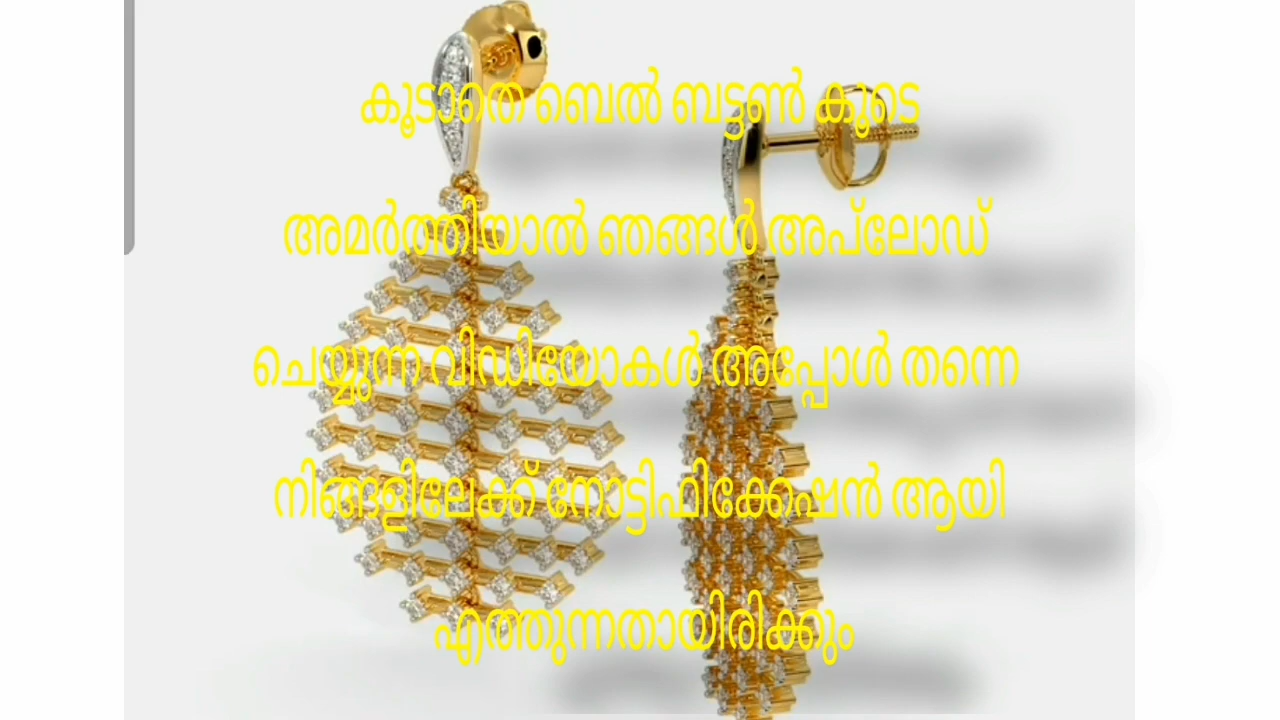 കൂടാതെ ബെൽ ബട്ടൺ കൂടെ
അമർത്തിയാൽ ഞങ്ങൾ അപ്ലോഡ്
ചെയ്യുന്ന വിഡിയോകൾ അപ്പോൾ തന്നെ
നിങ്ങളിലേക്ക് നോട്ടിഫിക്കേഷൻ ആയി
എത്തുന്നതായിരിക്കും